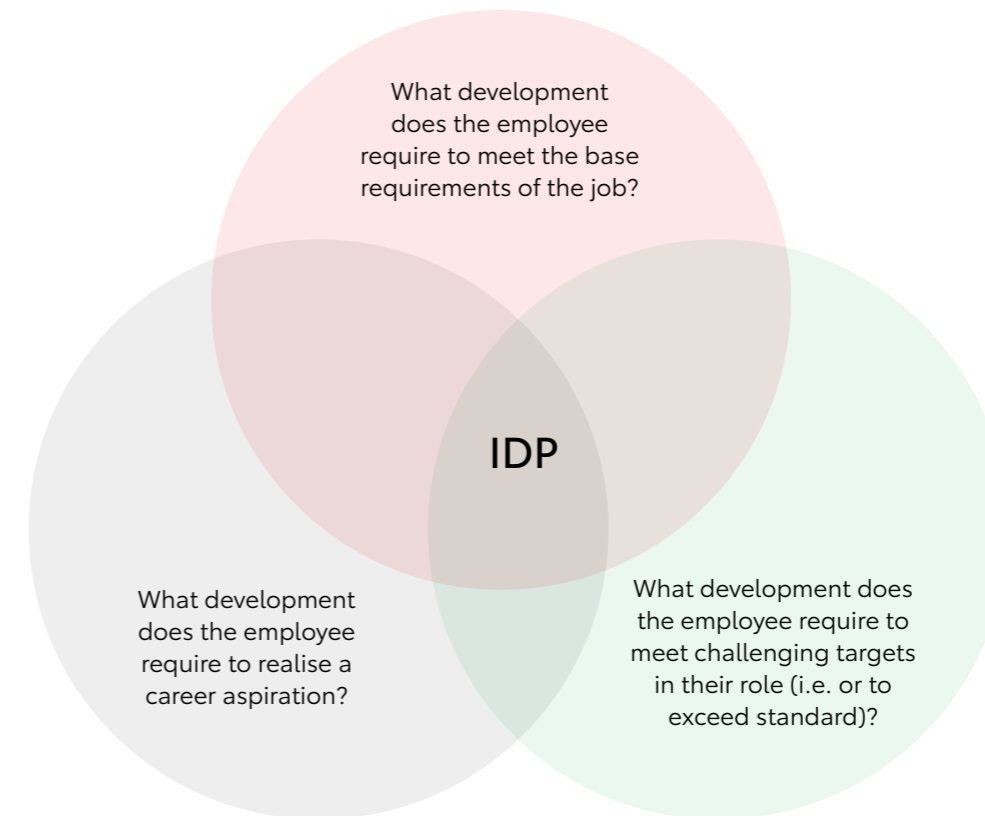 What development
does the employee
require to meet the base
requirements of the job?
IDP
What development
does the employee
require to realise a
career aspiration?
What development does
the employee require to
meet challenging targets
in their role (i.e. or to
exceed standard)?